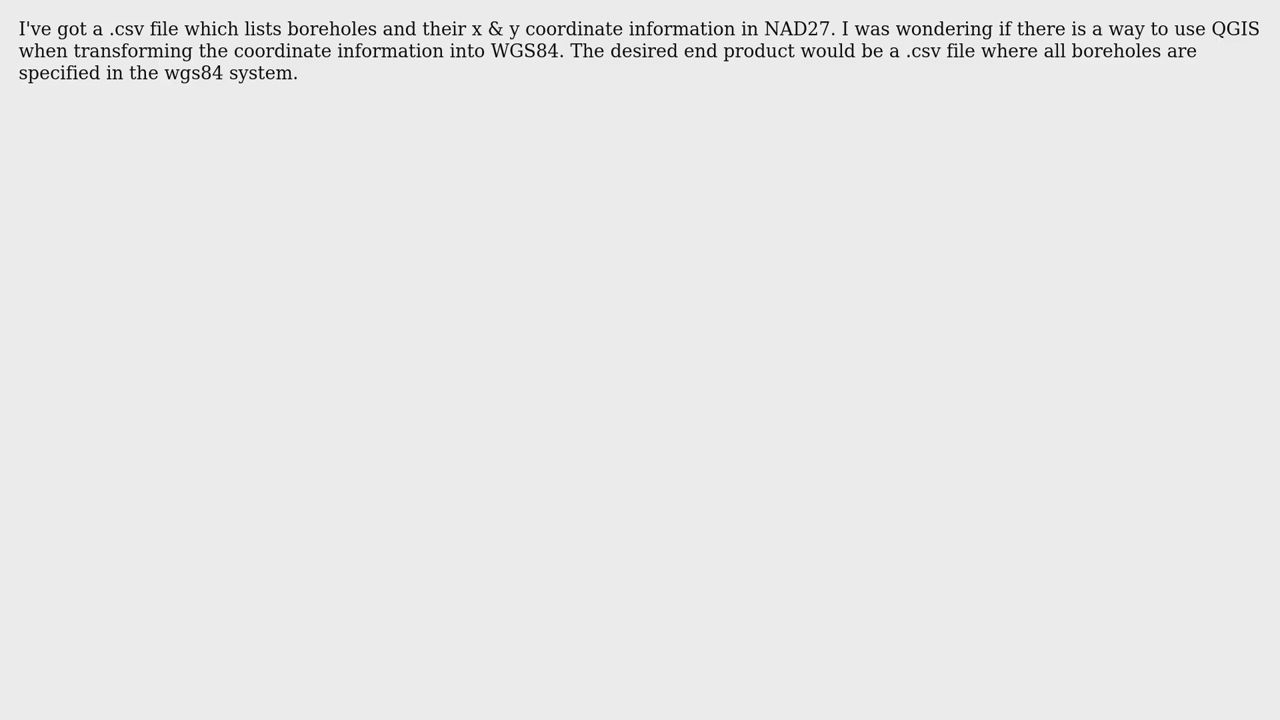 I've got a .csv file which lists boreholes and their x & y coordinate information in NAD27. I was wondering if there is a way to use QGIS
when transforming the coordinate information into WGS84. The desired end product would be a .csv file where all boreholes are
specified in the wgs84 system.